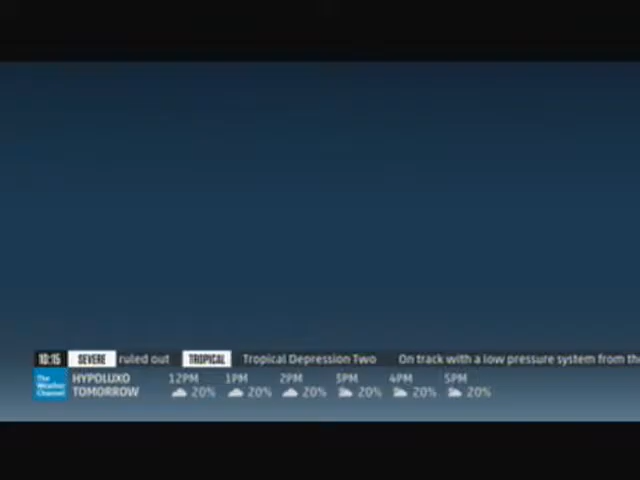 10:15 SEVERE ruled out TROPICAL Tropical Depression Two On track with a low pressure system from the
The Weather Channel
HYPOLUXO 12PM 1PM 2PM 3PM 4PM 5PM
TOMORROW 20% 20% 20% 20% 20% 20%